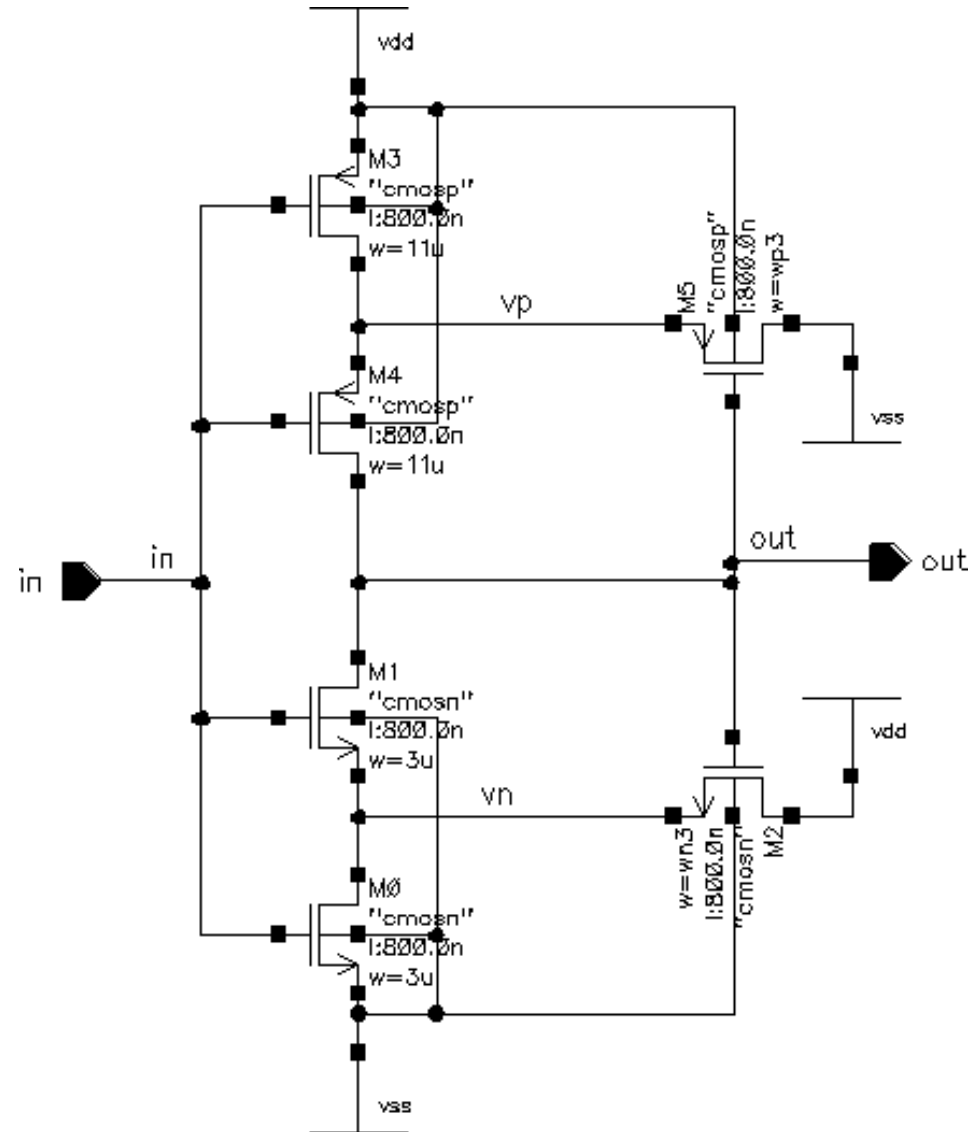 vdd
M3
"cmosp"
l:800.0n
w=11u
M5
"cmosp"
l:800.0n
w=wp3
vp
M4
"cmosp"
l:800.0n
w=11u
vss
in
in
out
out
M1
"cmosn"
l:800.0n
w=3u
vdd
vn
w=wn3
l:800.0n
"cmosn"
M2
MØ
"cmosn"
l:800.0n
w=3u
vss